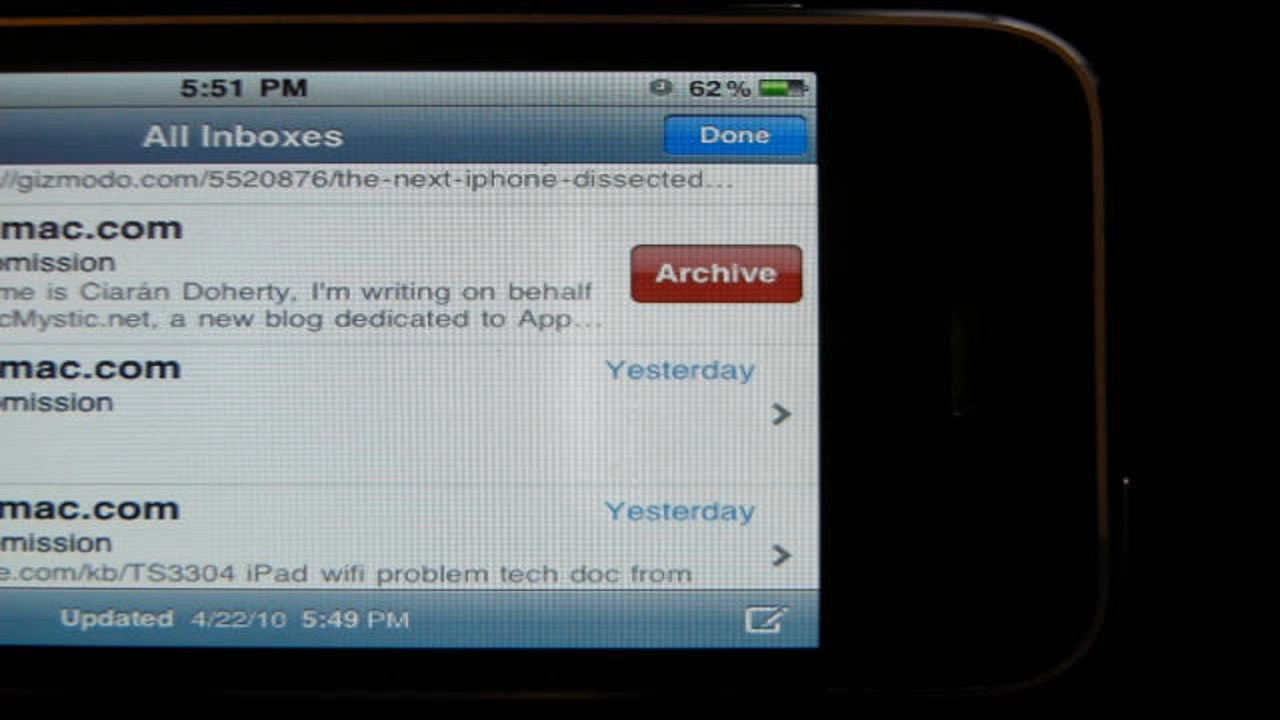 5:51 PM 62%
All Inboxes Done
//gizmodo.com/5520876/the-next-iphone-dissected...
mac.com
mission
Archive
me is Ciarán Doherty, I'm writing on behalf
cMystic.net, a new blog dedicated to App...
mac.com Yesterday
mission
mac.com Yesterday
mission
e.com/kb/TS3304 iPad wifi problem tech doc from
Updated 4/22/10 5:49 PM